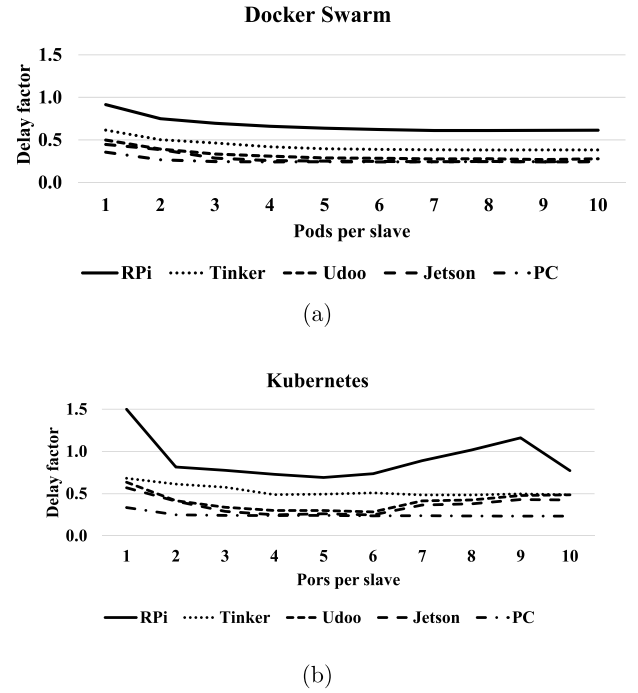 Docker Swarm
1.5
1.0
0.5
0.0
Delay factor
1 2 3 4 5 6 7 8 9 10
Pods per slave
RPi Tinker Udoo Jetson PC
(a)
Kubernetes
1.5
1.0
0.5
0.0
Delay factor
1 2 3 4 5 6 7 8 9 10
Pors per slave
RPi Tinker Udoo Jetson PC
(b)